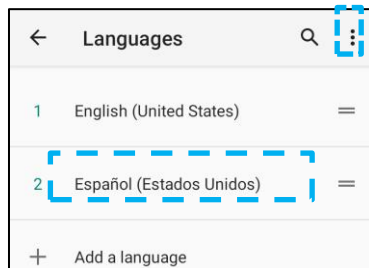 Languages
1 English (United States)
2 Español (Estados Unidos)
Add a language